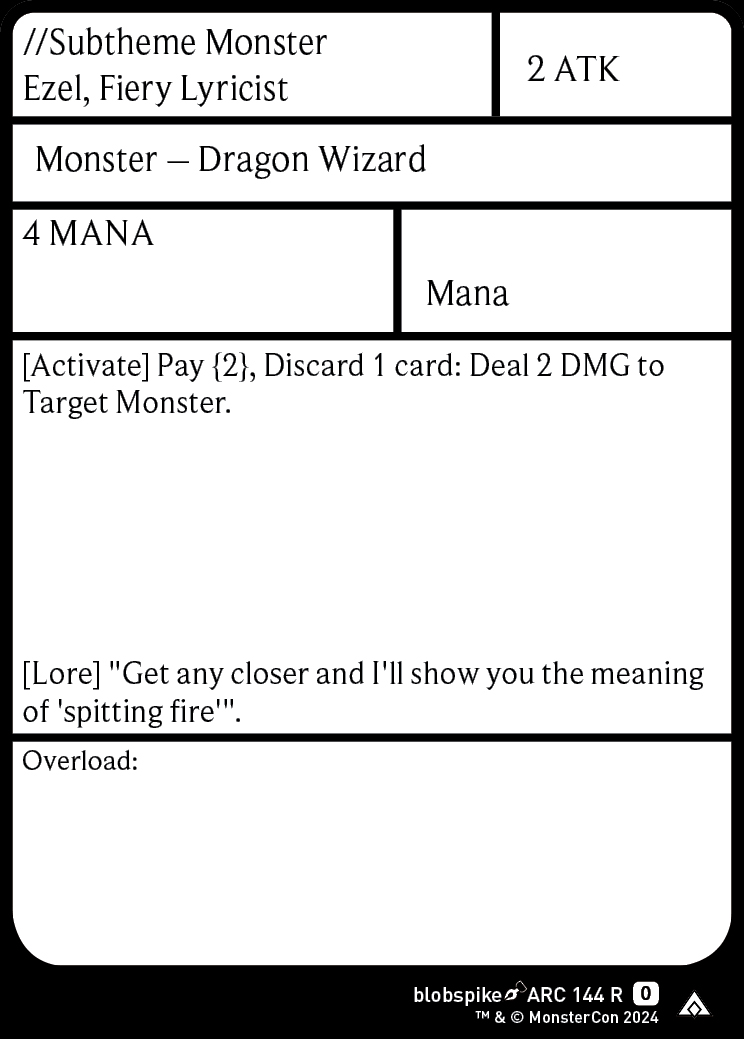 //Subtheme Monster
Ezel, Fiery Lyricist
2 ATK
Monster – Dragon Wizard
4 MANA
Mana
[Activate] Pay {2}, Discard 1 card: Deal 2 DMG to
Target Monster.
[Lore] "Get any closer and I'll show you the meaning
of 'spitting fire'".
Overload:
blobspike ARC 144 R 0
™ & © MonsterCon 2024